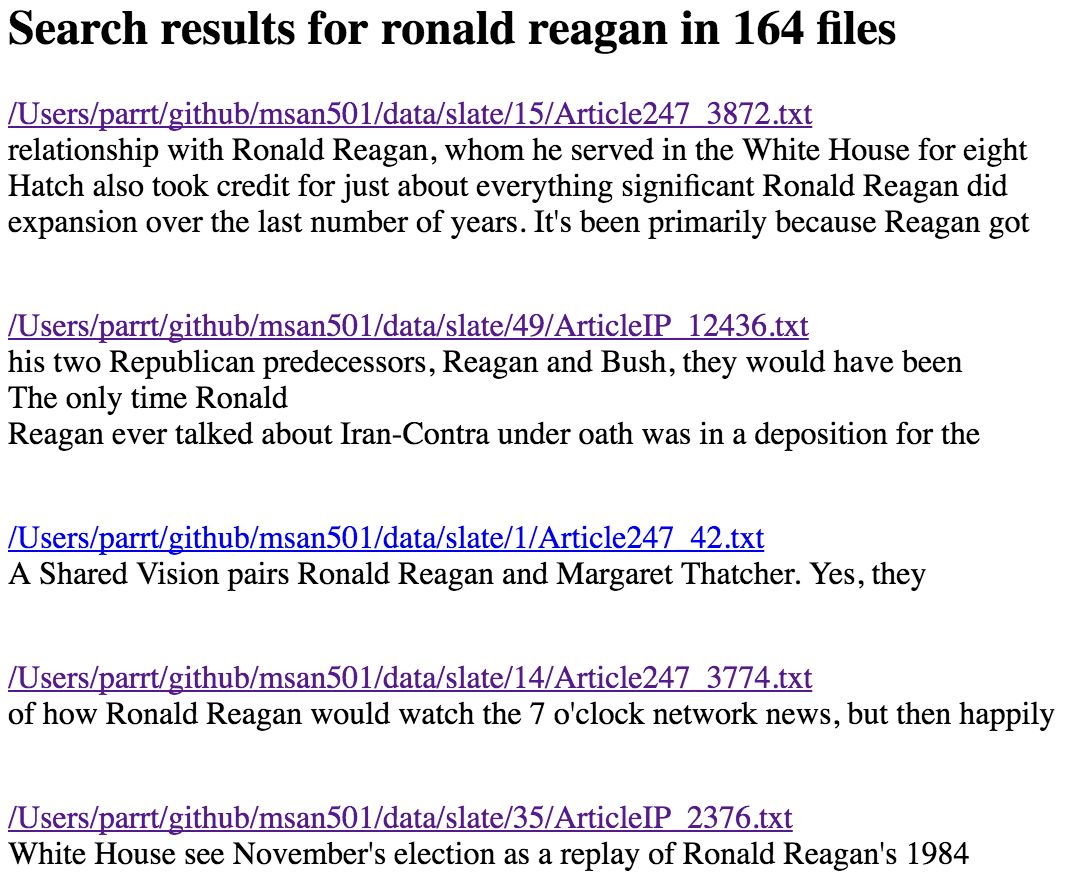 Search results for ronald reagan in 164 files
/Users/parrt/github/msan501/data/slate/15/Article247_3872.txt
relationship with Ronald Reagan, whom he served in the White House for eight
Hatch also took credit for just about everything significant Ronald Reagan did
expansion over the last number of years. It's been primarily because Reagan got
/Users/parrt/github/msan501/data/slate/49/ArticleIP_12436.txt
his two Republican predecessors, Reagan and Bush, they would have been
The only time Ronald
Reagan ever talked about Iran-Contra under oath was in a deposition for the
/Users/parrt/github/msan501/data/slate/1/Article247_42.txt
A Shared Vision pairs Ronald Reagan and Margaret Thatcher. Yes, they
/Users/parrt/github/msan501/data/slate/14/Article247_3774.txt
of how Ronald Reagan would watch the 7 o'clock network news, but then happily
/Users/parrt/github/msan501/data/slate/35/ArticleIP_2376.txt
White House see November's election as a replay of Ronald Reagan's 1984